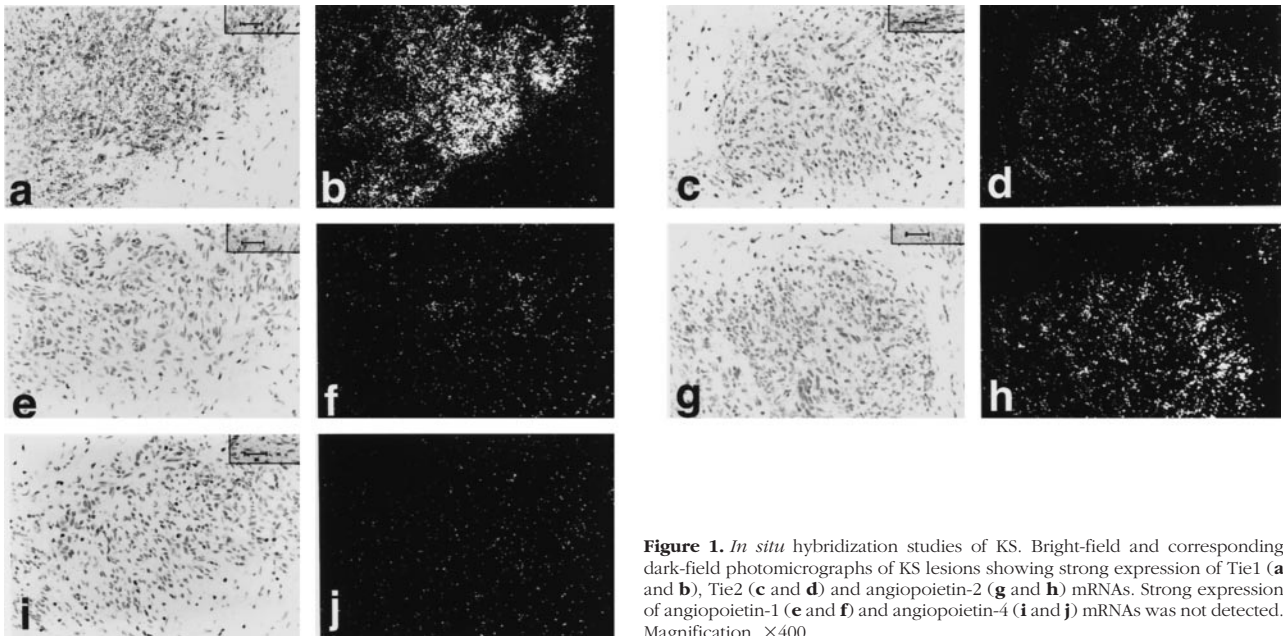 a
b
c
d
e
f
g
h
i
j
Figure 1. In situ hybridization studies of KS. Bright-field and corresponding
dark-field photomicrographs of KS lesions showing strong expression of Tie1 (a
and b), Tie2 (c and d) and angiopoietin-2 (g and h) mRNAs. Strong expression
of angiopoietin-1 (e and f) and angiopoietin-4 (i and j) mRNAs was not detected.
Magnification, ×400.